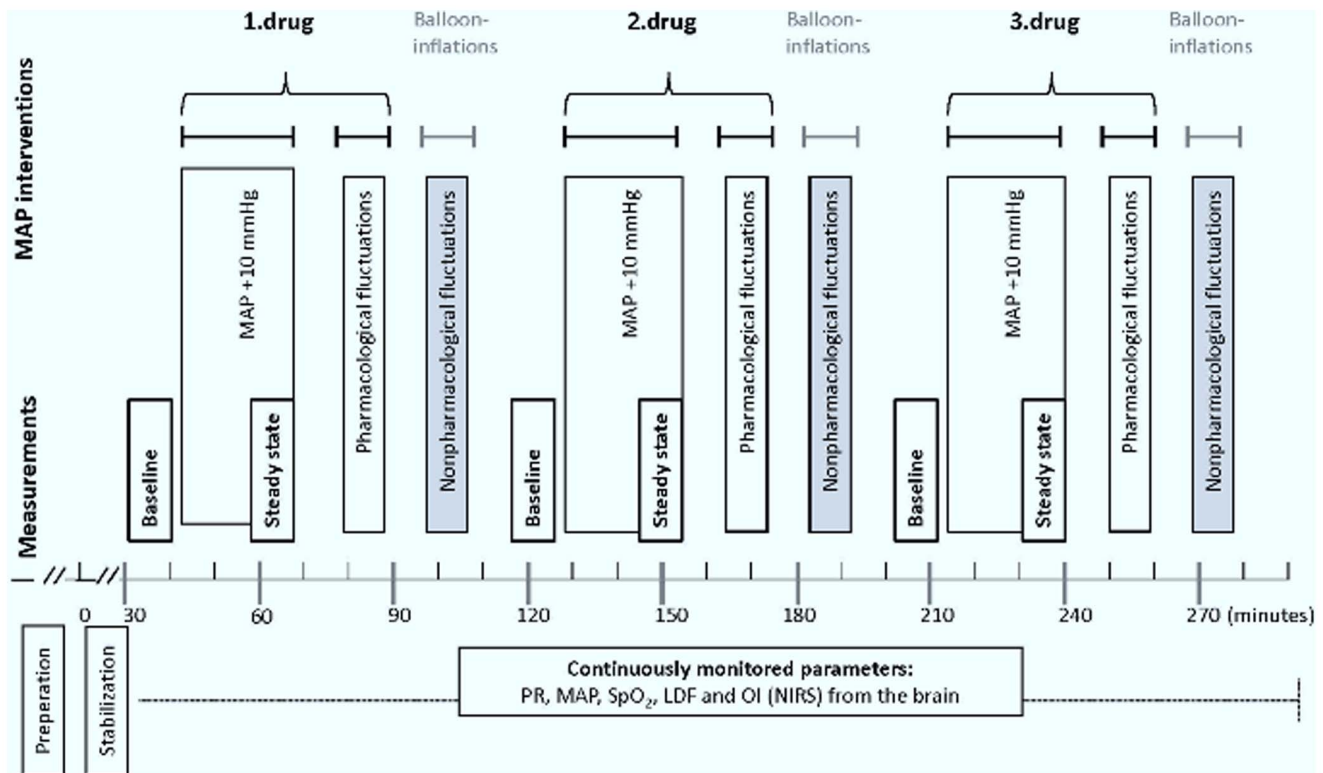 1.drug
Balloon-
inflations
2.drug
Balloon-
inflations
3.drug
Balloon-
inflations
MAP interventions
MAP +10 mmHg
Pharmacological fluctuations
Nonpharmacological fluctuations
MAP +10 mmHg
Pharmacological fluctuations
Nonpharmacological fluctuations
MAP +10 mmHg
Pharmacological fluctuations
Nonpharmacological fluctuations
Measurements
Baseline
Steady state
Baseline
Steady state
Baseline
Steady state
0 30 60 90 120 150 180 210 240 270 (minutes)
Preperation
Stabilization
Continuously monitored parameters:
PR, MAP, SpO₂, LDF and OI (NIRS) from the brain